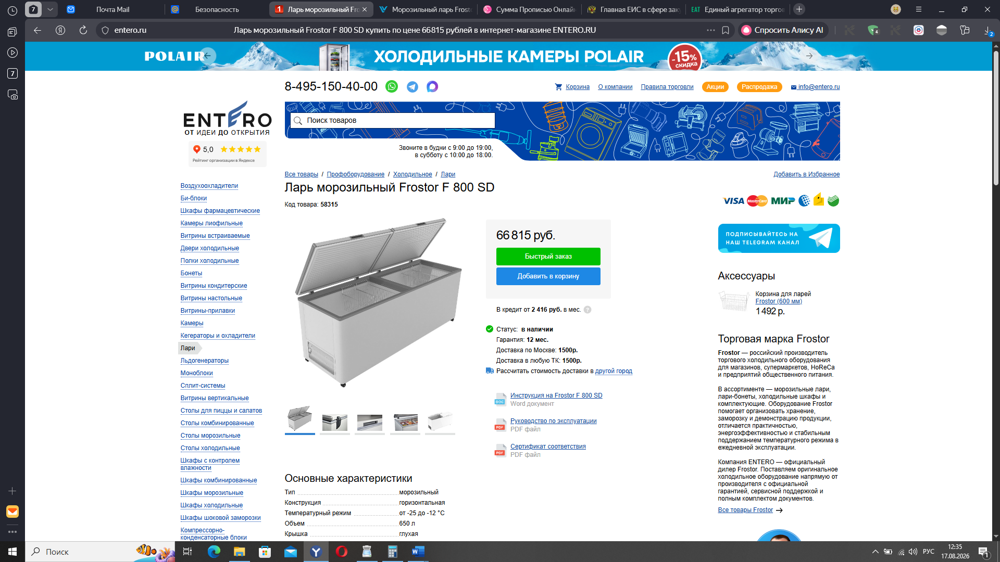 7
Почта Mail
Безопасность
Ларь морозильный Fro
Морозильный ларь Frosto
Сумма Прописью Онлайн
Главная ЕИС в сфере заку
ЕАТ Единый агрегатор торгов
entero.ru
Ларь морозильный Frostor F 800 SD купить по цене 66815 рублей в интернет-магазине ENTERO.RU
Спросить Алису AI
4
2
7
POLAIR
ХОЛОДИЛЬНЫЕ КАМЕРЫ POLAIR
-15%
СКИДКА
8-495-150-40-00
Корзина
О компании
Правила торговли
Акции
Распродажа
info@entero.ru
ENTERO
ОТ ИДЕИ ДО ОТКРЫТИЯ
Поиск товаров
5,0
Рейтинг организации в Яндексе
Звоните в будни с 9:00 до 19:00,
в субботу с 10:00 до 18:00.
Все товары / Профоборудование / Холодильное / Лари
Добавить в Избранное
Ларь морозильный Frostor F 800 SD
Код товара: 58315
VISA MasterCard МИР
Воздухоохладители
Би-блоки
Шкафы фармацевтические
Камеры лиофильные
Витрины встраиваемые
Двери холодильные
Полки холодильные
Бонеты
Витрины кондитерские
Витрины настольные
Витрины-прилавки
Камеры
Кегераторы и охладители
Лари
Льдогенераторы
Моноблоки
Сплит-системы
Витрины вертикальные
Столы для пиццы и салатов
Столы комбинированные
Столы морозильные
Столы холодильные
Шкафы с контролем
влажности
Шкафы комбинированные
Шкафы морозильные
Шкафы холодильные
Шкафы шоковой заморозки
Компрессорно-
конденсаторные блоки
66 815 руб.
Быстрый заказ
Добавить в корзину
В кредит от 2 416 руб. в мес. ?
Статус: в наличии
Гарантия: 12 мес.
Доставка по Москве: 1500р.
Доставка в любую ТК: 1500р.
Рассчитать стоимость доставки в другой город
DOC
Инструкция на Frostor F 800 SD
Word документ
PDF
Руководство по эксплуатации
PDF файл
PDF
Сертификат соответствия
PDF файл
Основные характеристики
Тип морозильный
Конструкция горизонтальная
Температурный режим от -25 до -12 °C
Объем 650 л
Крышка глухая
ПОДПИСЫВАЙТЕСЬ НА
НАШ TELEGRAM КАНАЛ
Аксессуары
Корзина для ларей
Frostor (600 мм)
1 492 р.
Торговая марка Frostor
Frostor — российский производитель
торгового холодильного оборудования
для магазинов, супермаркетов, HoReCa
и предприятий общественного питания.
В ассортименте — морозильные лари,
лари-бонеты, холодильные шкафы и
комплектующие. Оборудование Frostor
помогает организовать хранение,
заморозку и демонстрацию продукции,
отличается практичностью,
энергоэффективностью и стабильным
поддержанием температурного режима в
ежедневной эксплуатации.
Компания ENTERO — официальный
дилер Frostor. Поставляем оригинальное
холодильное оборудование напрямую от
производителя с официальной
гарантией, сервисной поддержкой и
полным комплектом документов.
Все товары Frostor
Поиск
РУС
12:35
17.08.2026
1